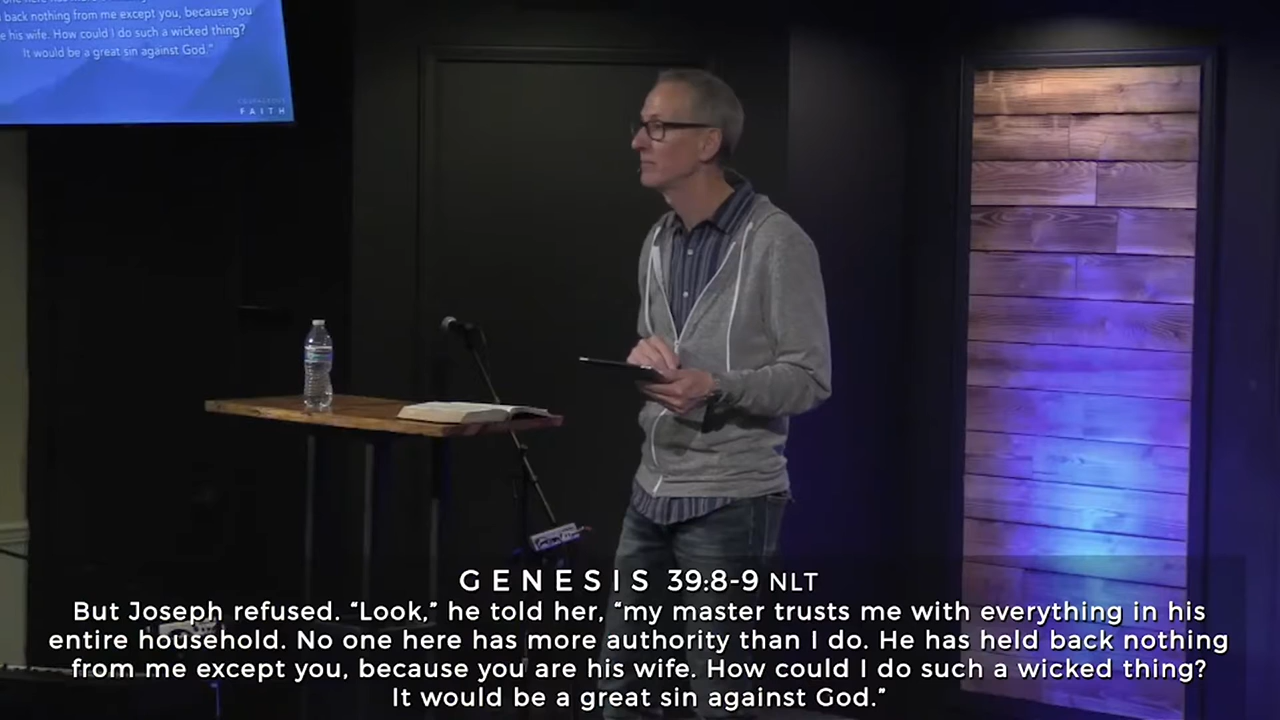 back nothing from me except you, because you
his wife. How could I do such a wicked thing?
It would be a great sin against God."
FAITH
GENESIS 39:8-9 NLT
But Joseph refused. “Look,” he told her, “my master trusts me with everything in his
entire household. No one here has more authority than I do. He has held back nothing
from me except you, because you are his wife. How could I do such a wicked thing?
It would be a great sin against God.”